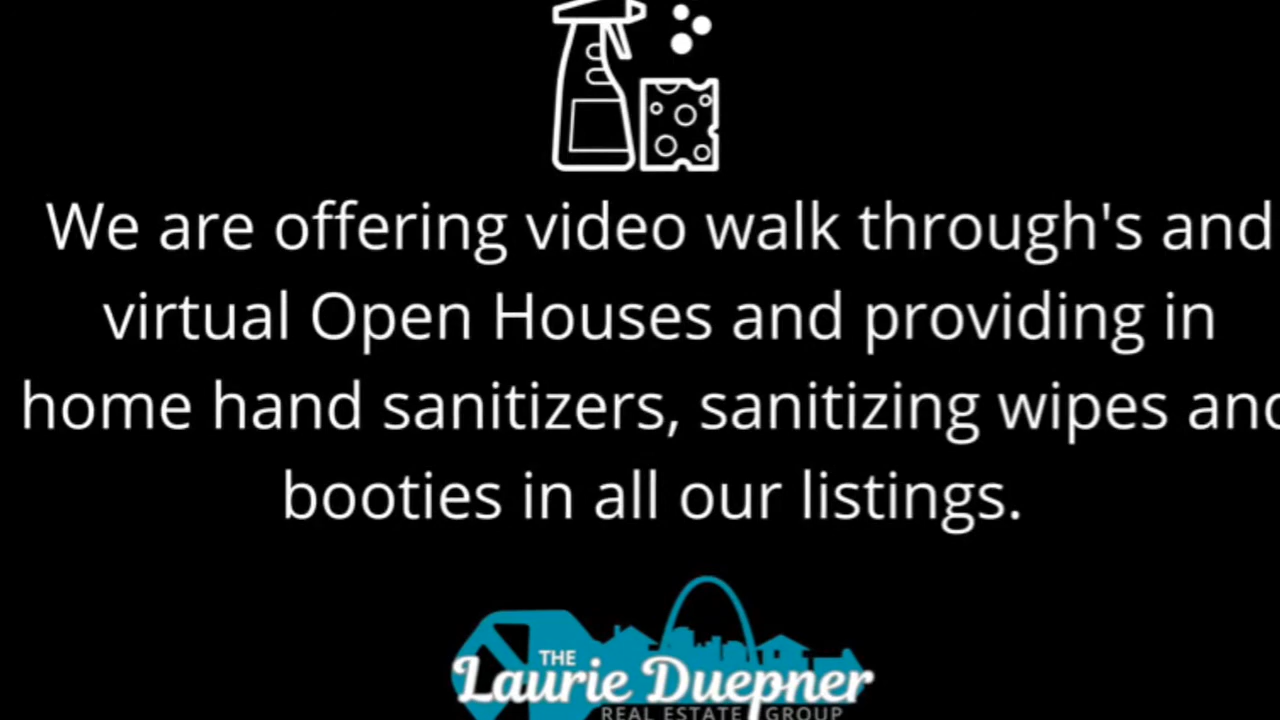 We are offering video walk through's and
virtual Open Houses and providing in
home hand sanitizers, sanitizing wipes and
booties in all our listings.
THE
Laurie Duepner
REAL ESTATE GROUP